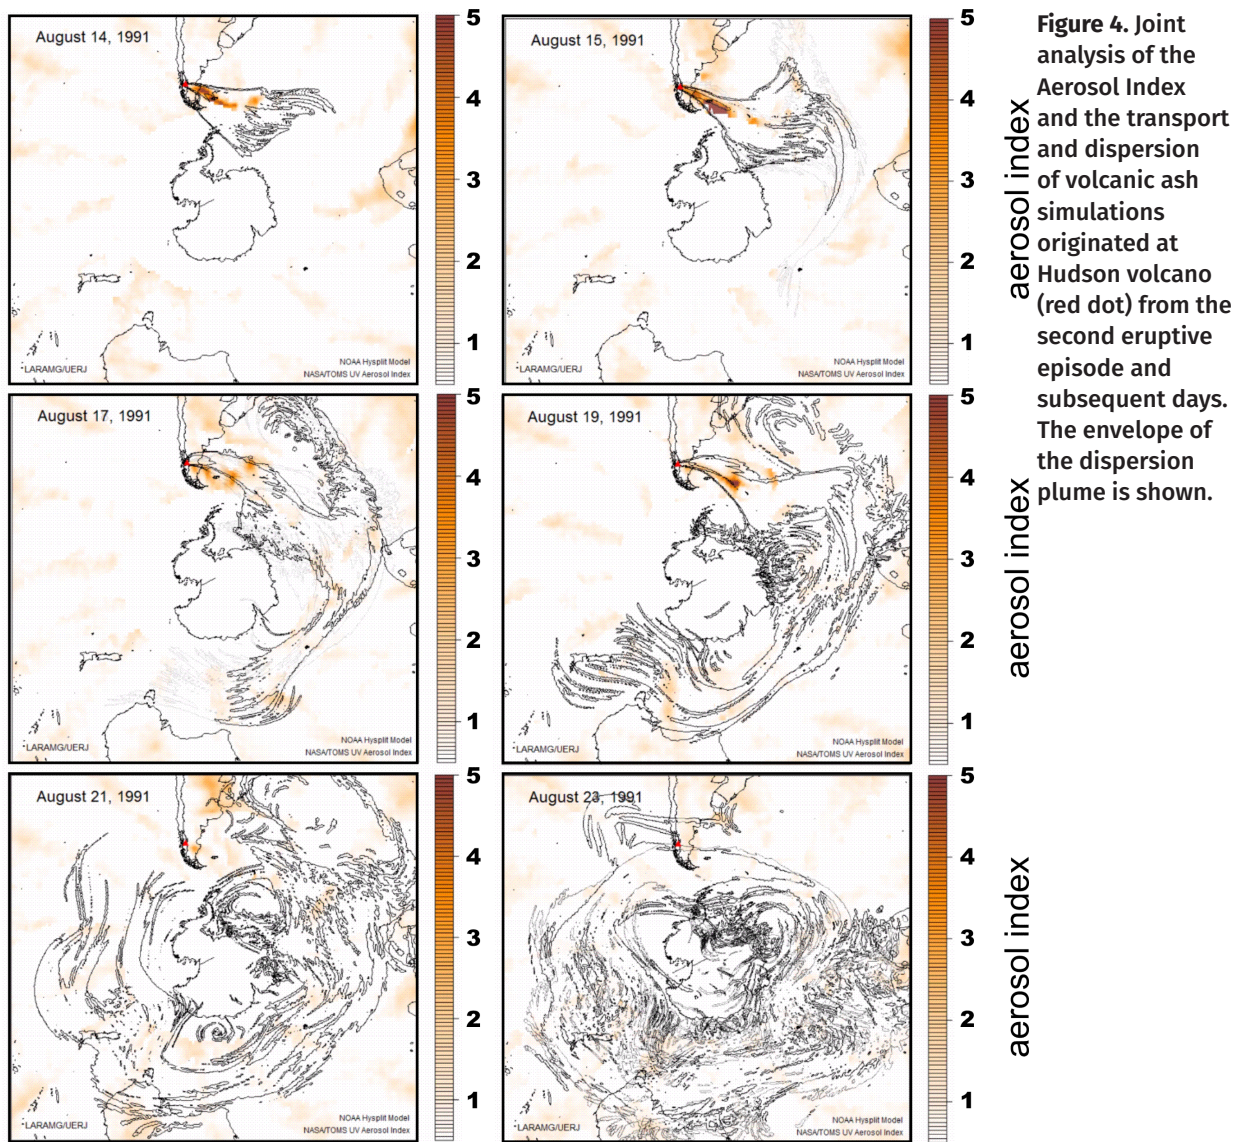 August 14, 1991
5
4
3
2
1
LARAMG/UERJ
NOAA Hysplit Model
NASA/TOMS UV Aerosol Index
August 15, 1991
5
4
3
2
1
aerosol index
LARAMG/UERJ
NOAA Hysplit Model
NASA/TOMS UV Aerosol Index
August 17, 1991
5
4
3
2
1
LARAMG/UERJ
NOAA Hysplit Model
NASA/TOMS UV Aerosol Index
August 19, 1991
5
4
3
2
1
aerosol index
LARAMG/UERJ
NOAA Hysplit Model
NASA/TOMS UV Aerosol Index
August 21, 1991
5
4
3
2
1
LARAMG/UERJ
NOAA Hysplit Model
NASA/TOMS UV Aerosol Index
August 23, 1991
5
4
3
2
1
aerosol index
LARAMG/UERJ
NOAA Hysplit Model
NASA/TOMS UV Aerosol Index
Figure 4. Joint
analysis of the
Aerosol Index
and the transport
and dispersion
of volcanic ash
simulations
originated at
Hudson volcano
(red dot) from the
second eruptive
episode and
subsequent days.
The envelope of
the dispersion
plume is shown.